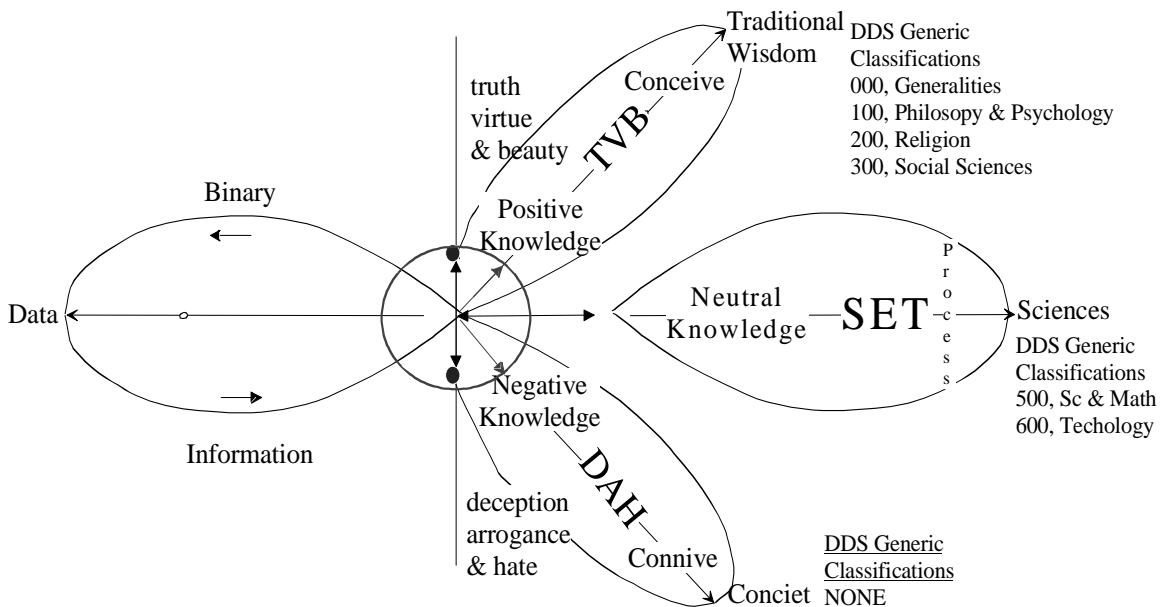 Traditional
Wisdom
DDS Generic
Classifications
000, Generalities
100, Philosopy & Psychology
200, Religion
300, Social Sciences
Conceive
TVB
truth
virtue
& beauty
Positive
Knowledge
Binary
Data
Information
Neutral
Knowledge
SET
Process
Sciences
DDS Generic
Classifications
500, Sc & Math
600, Techology
Negative
Knowledge
DAH
deception
arrogance
& hate
Connive
Conciet
DDS Generic
Classifications
NONE